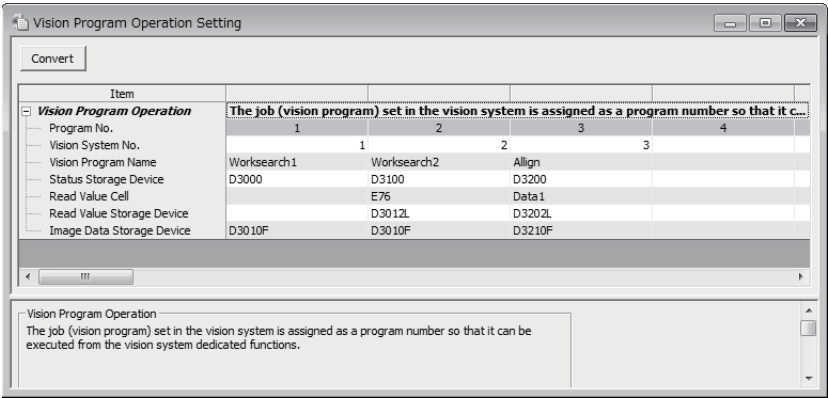 Vision Program Operation Setting
Convert
Item
Vision Program Operation The job (vision program) set in the vision system is assigned as a program number so that it c...
Program No. 1 2 3 4
Vision System No. 1 2 3
Vision Program Name Worksearch1 Worksearch2 Allign
Status Storage Device D3000 D3100 D3200
Read Value Cell E76 Data1
Read Value Storage Device D3012L D3202L
Image Data Storage Device D3010F D3010F D3210F
Vision Program Operation
The job (vision program) set in the vision system is assigned as a program number so that it can be
executed from the vision system dedicated functions.